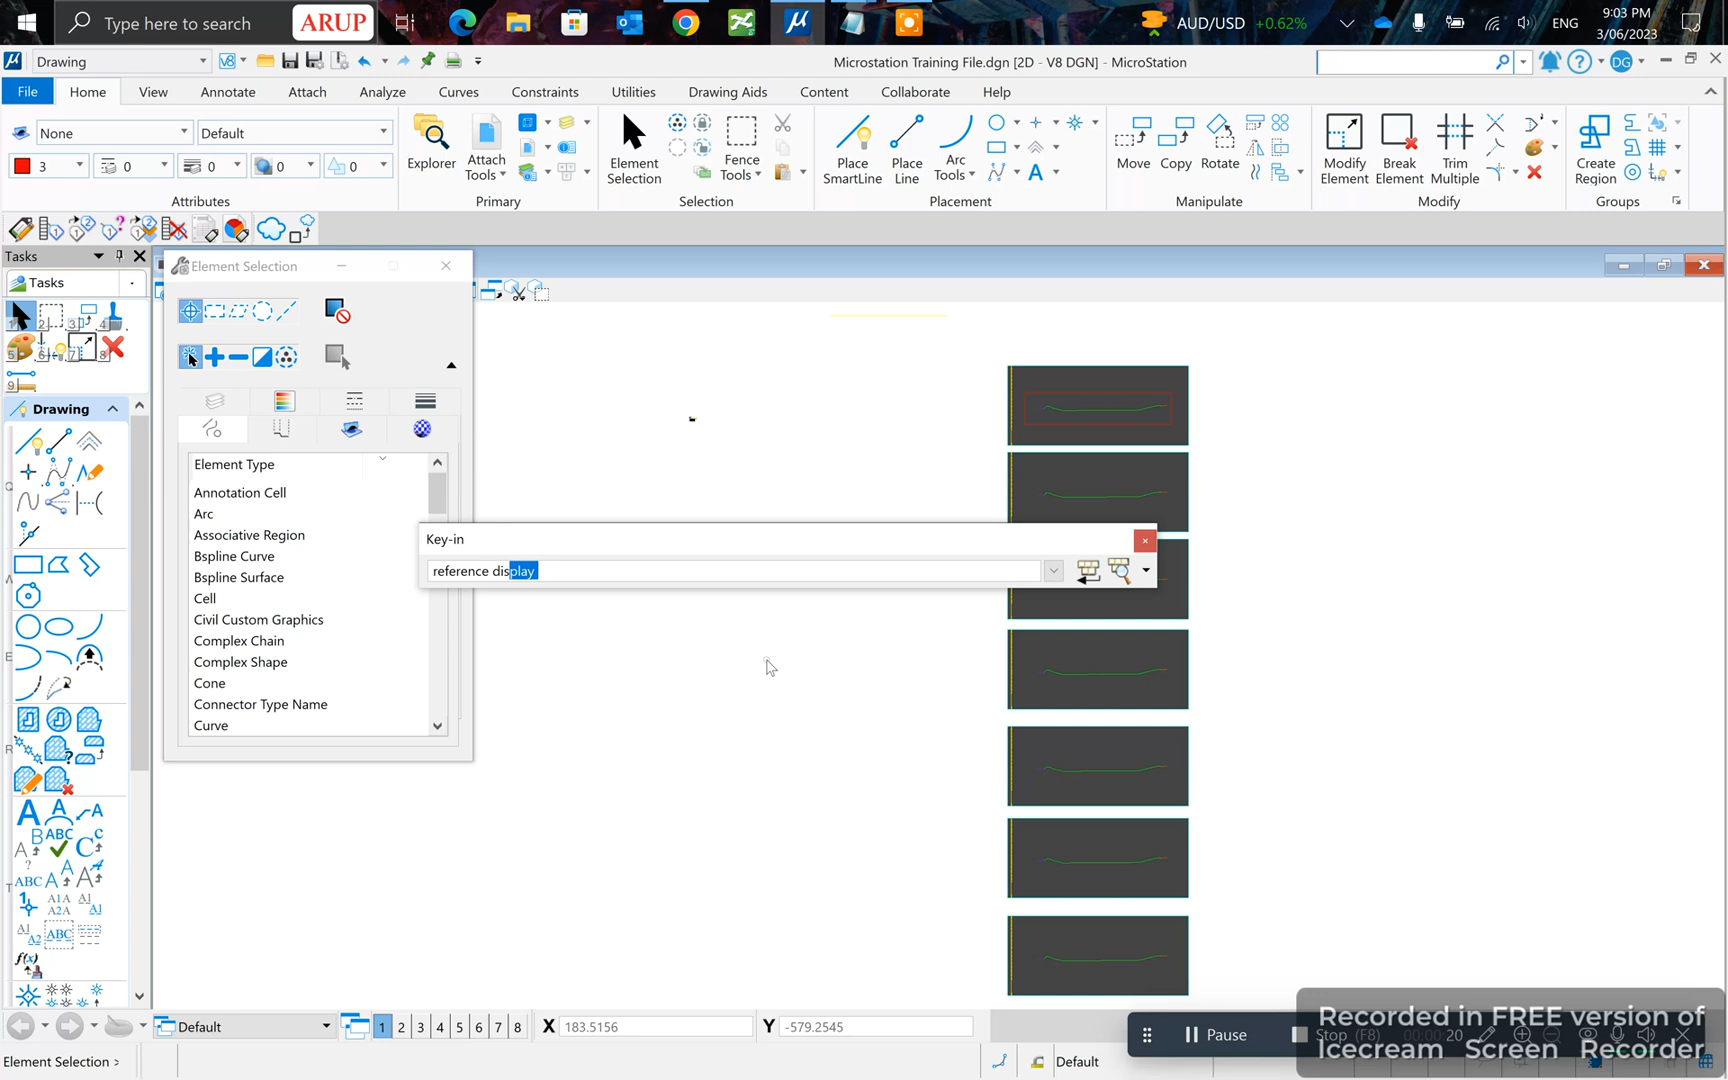 Type here to search
ARUP
AUD/USD +0.62%
ENG
9:03 PM
3/06/2023
Drawing
Microstation Training File.dgn [2D - V8 DGN] - MicroStation
DG
File Home View Annotate Attach Analyze Curves Constraints Utilities Drawing Aids Content Collaborate Help
None
Default
3 0 0 0 0
Attributes
Explorer
Attach Tools
Primary
Element Selection
Fence Tools
Selection
Place SmartLine
Place Line
Arc Tools
Placement
Move
Copy
Rotate
Manipulate
Modify Element
Break Element
Trim Multiple
Modify
Create Region
Groups
Tasks
Tasks
Drawing
Element Selection
Element Type
Annotation Cell
Arc
Associative Region
Bspline Curve
Bspline Surface
Cell
Civil Custom Graphics
Complex Chain
Complex Shape
Cone
Connector Type Name
Curve
Key-in
reference display
Default
1 2 3 4 5 6 7 8
X 183.5156
Y -579.2545
Element Selection >
Default
Pause
Stop (F8)
Recorded in FREE version of
Icecream Screen Recorder